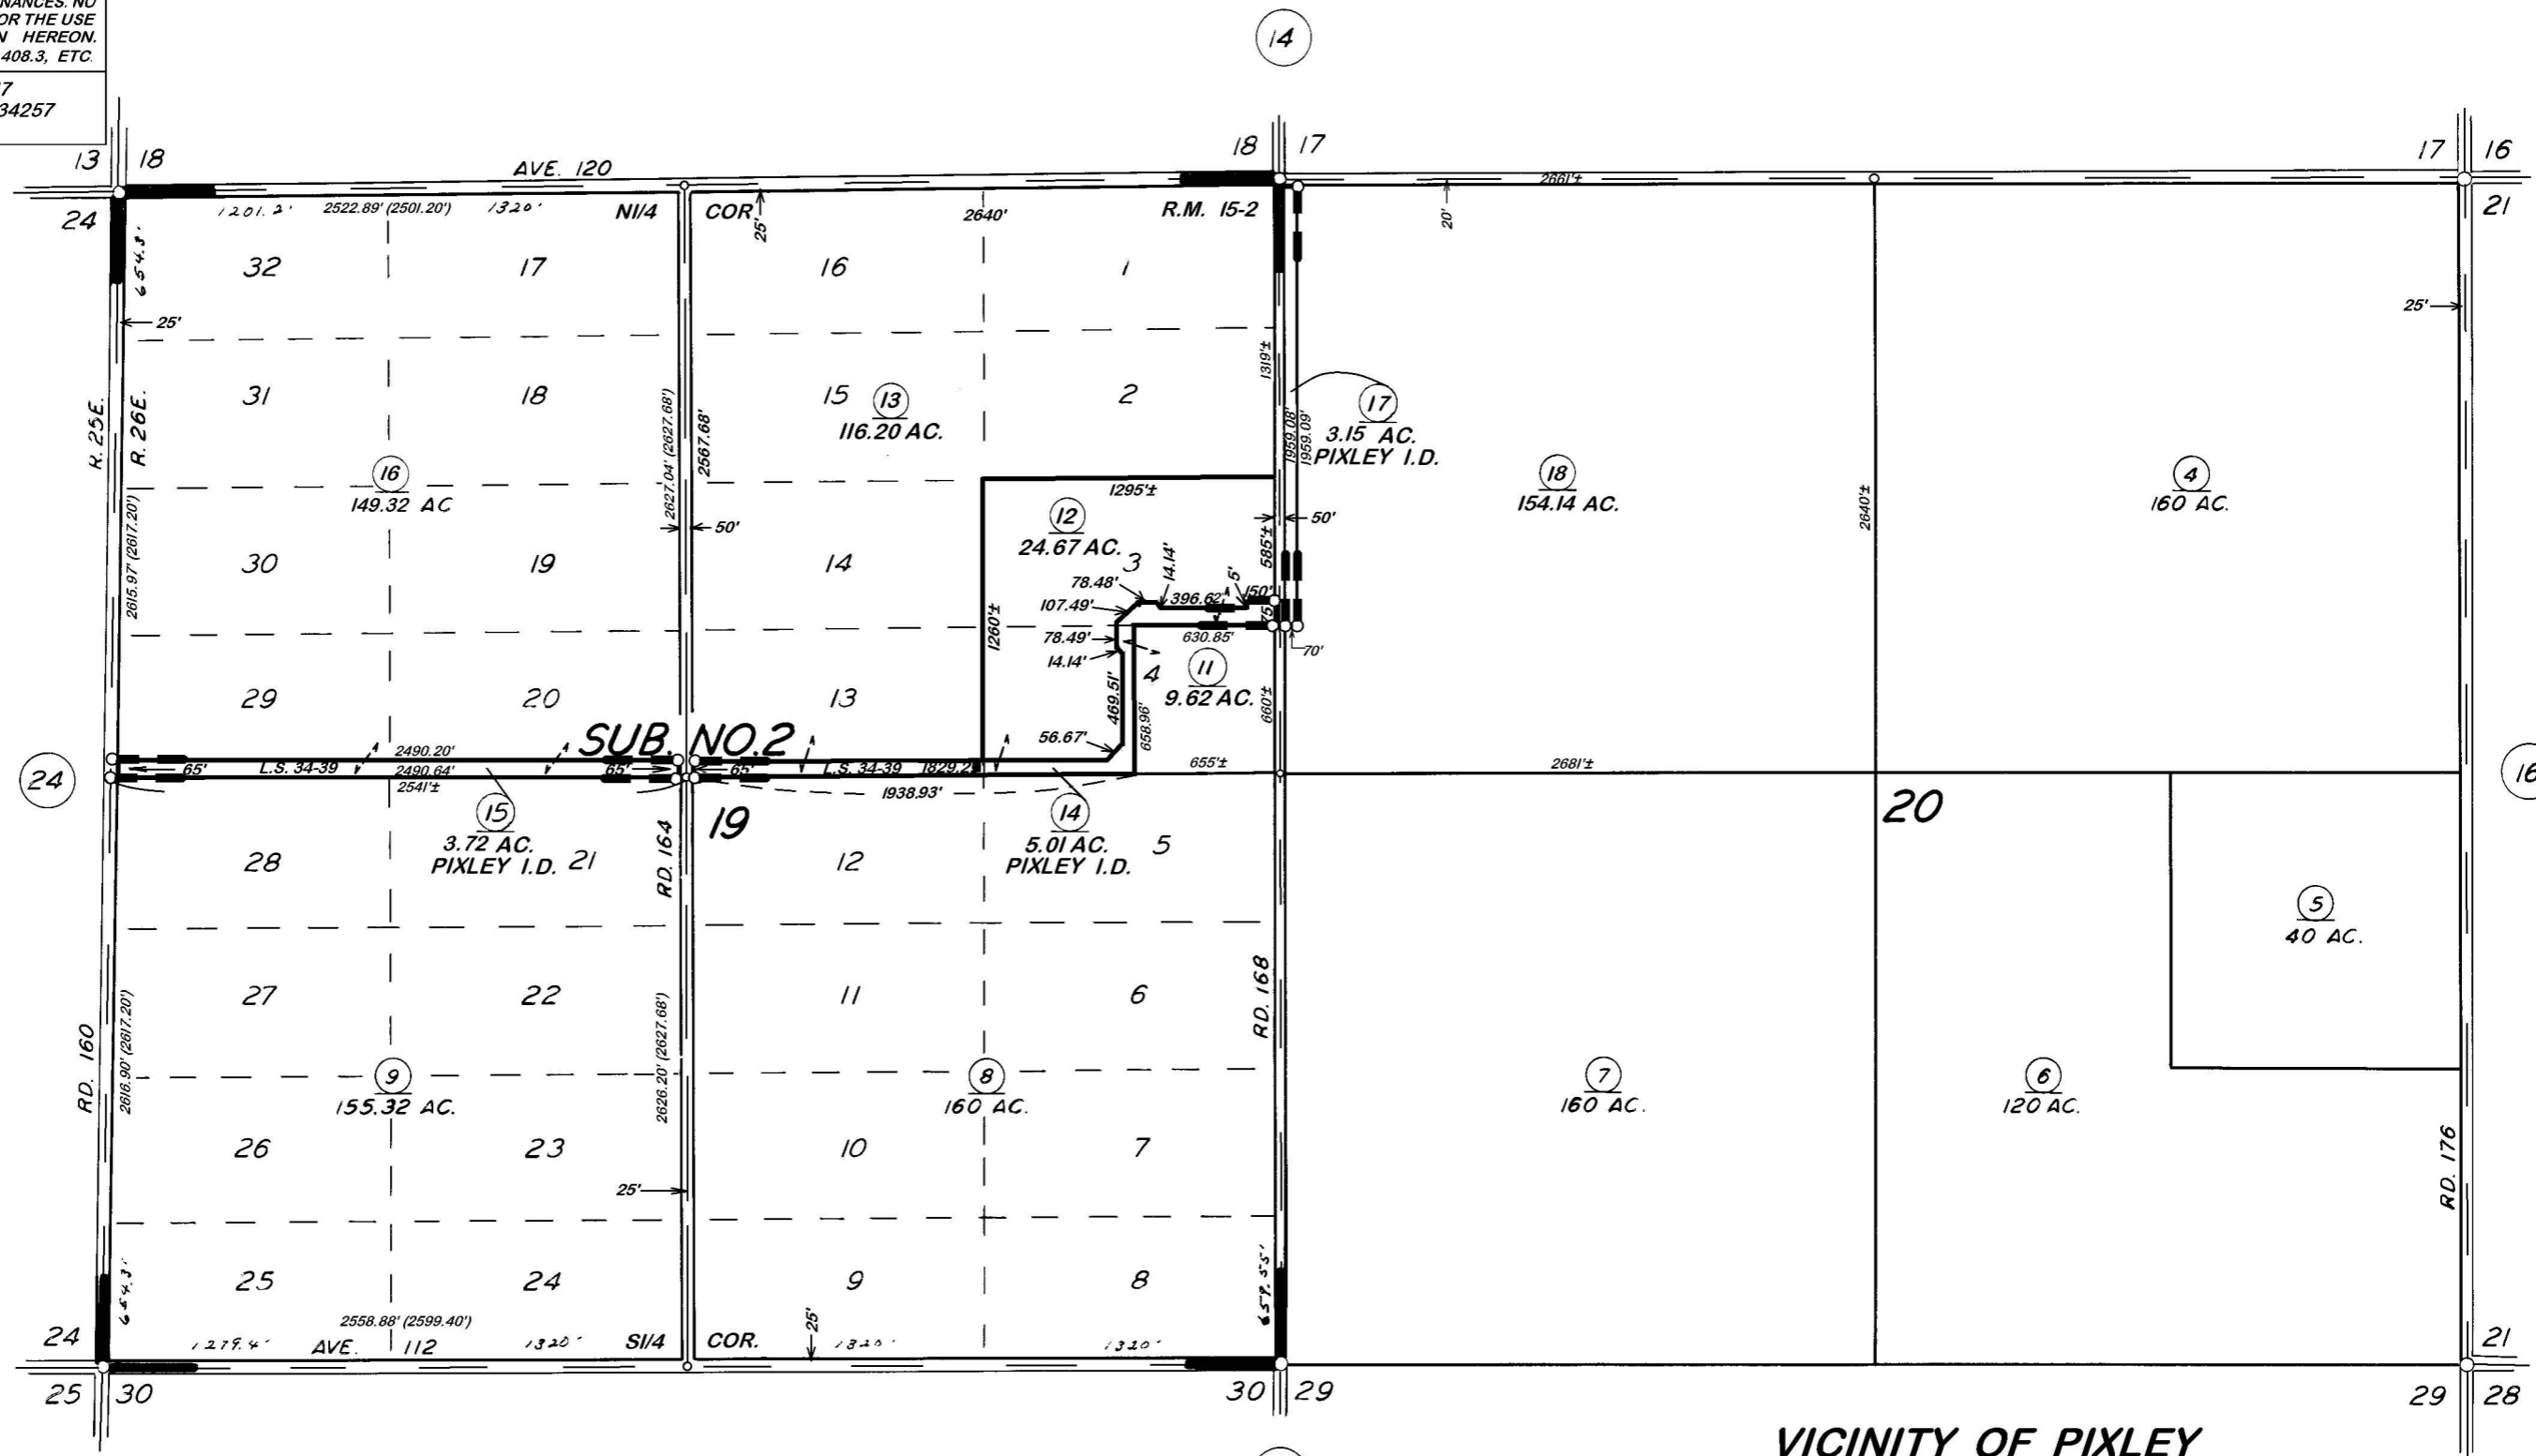 NANCES. NO
OR THE USE
N HEREON.
408.3, ETC.
7
34257
14
13 18
AVE. 120
18 17
17 16
24
1201.2' 2522.89' (2501.20') 1320' N1/4 COR. 25' 2640' R.M. 15-2
2661'±
20'
21
654.3'
32 17 16 1
25'
25'
1319'±
31 18 15 2
R. 25E. R. 26E.
13
116.20 AC.
2627.04' (2627.68')
2567.68'
1959.08'
1959.09'
17
3.15 AC.
PIXLEY I.D.
16
149.32 AC
18
154.14 AC.
4
160 AC.
2640'±
1295'±
12
24.67 AC.
50'
50'
2615.97' (2617.20')
30 19 14 3
585'±
14.14'
5'
78.48'
396.62'
150'
107.49'
75'
1260'±
78.49'
630.85'
70'
14.14'
11
9.62 AC.
4
29 20 13
469.51'
658.96'
660'±
SUB. NO.2
56.67'
2490.20'
65' L.S. 34-39 2490.64' 65' 65' L.S. 34-39 1829.2
655'±
2681'±
24
2541'±
1938.93'
16
15
3.72 AC.
PIXLEY I.D.
19
14
5.01 AC.
PIXLEY I.D.
20
28 21 12 5
RD. 164
5
40 AC.
27 22 11 6
RD. 168
RD. 160
2616.90' (2617.20')
2626.20' (2627.68')
9
155.32 AC.
8
160 AC.
7
160 AC.
6
120 AC.
26 23 10 7
RD. 176
25'
654.3'
25 24 9 8
659.55'
2558.88' (2599.40')
25'
24
1279.4' AVE. 112 1320' S1/4 COR. 1320' 1320'
21
25 30
30 29
29 28
VICINITY OF PIXLEY